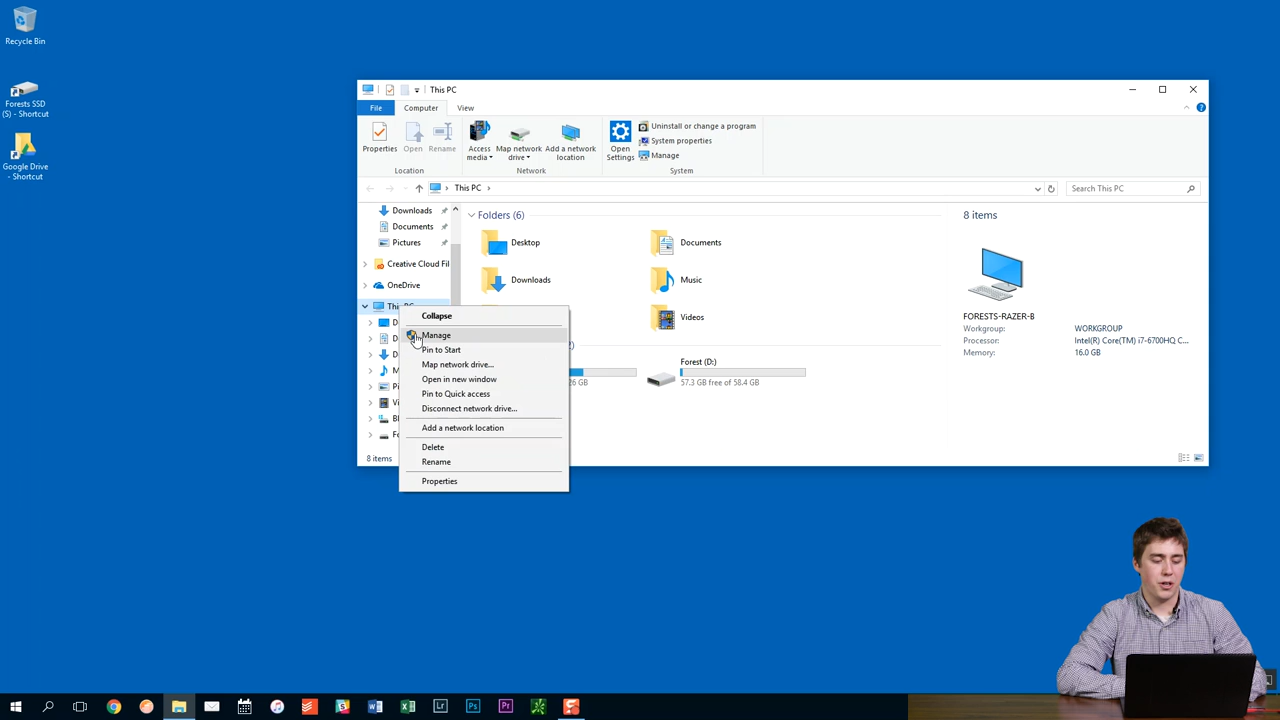 Recycle Bin
Forests SSD
(S) - Shortcut
Google Drive
- Shortcut
This PC
File
Computer
View
Properties
Open
Rename
Location
Access
media
Map network
drive
Add a network
location
Network
Open
Settings
Uninstall or change a program
System properties
Manage
System
This PC
Search This PC
Downloads
Documents
Pictures
Creative Cloud Fil
OneDrive
This PC
Folders (6)
Desktop
Documents
Downloads
Music
Videos
Forest (D:)
57.3 GB free of 58.4 GB
8 items
FORESTS-RAZER-B
Workgroup: WORKGROUP
Processor: Intel(R) Core(TM) i7-6700HQ C...
Memory: 16.0 GB
Collapse
Manage
Pin to Start
Map network drive...
Open in new window
Pin to Quick access
Disconnect network drive...
Add a network location
Delete
Rename
Properties
8 items